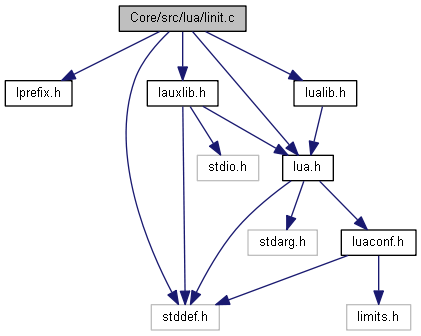 Core/src/lua/linit.c
lprefix.h
lauxlib.h
lualib.h
stdio.h
lua.h
stdarg.h
luaconf.h
stddef.h
limits.h